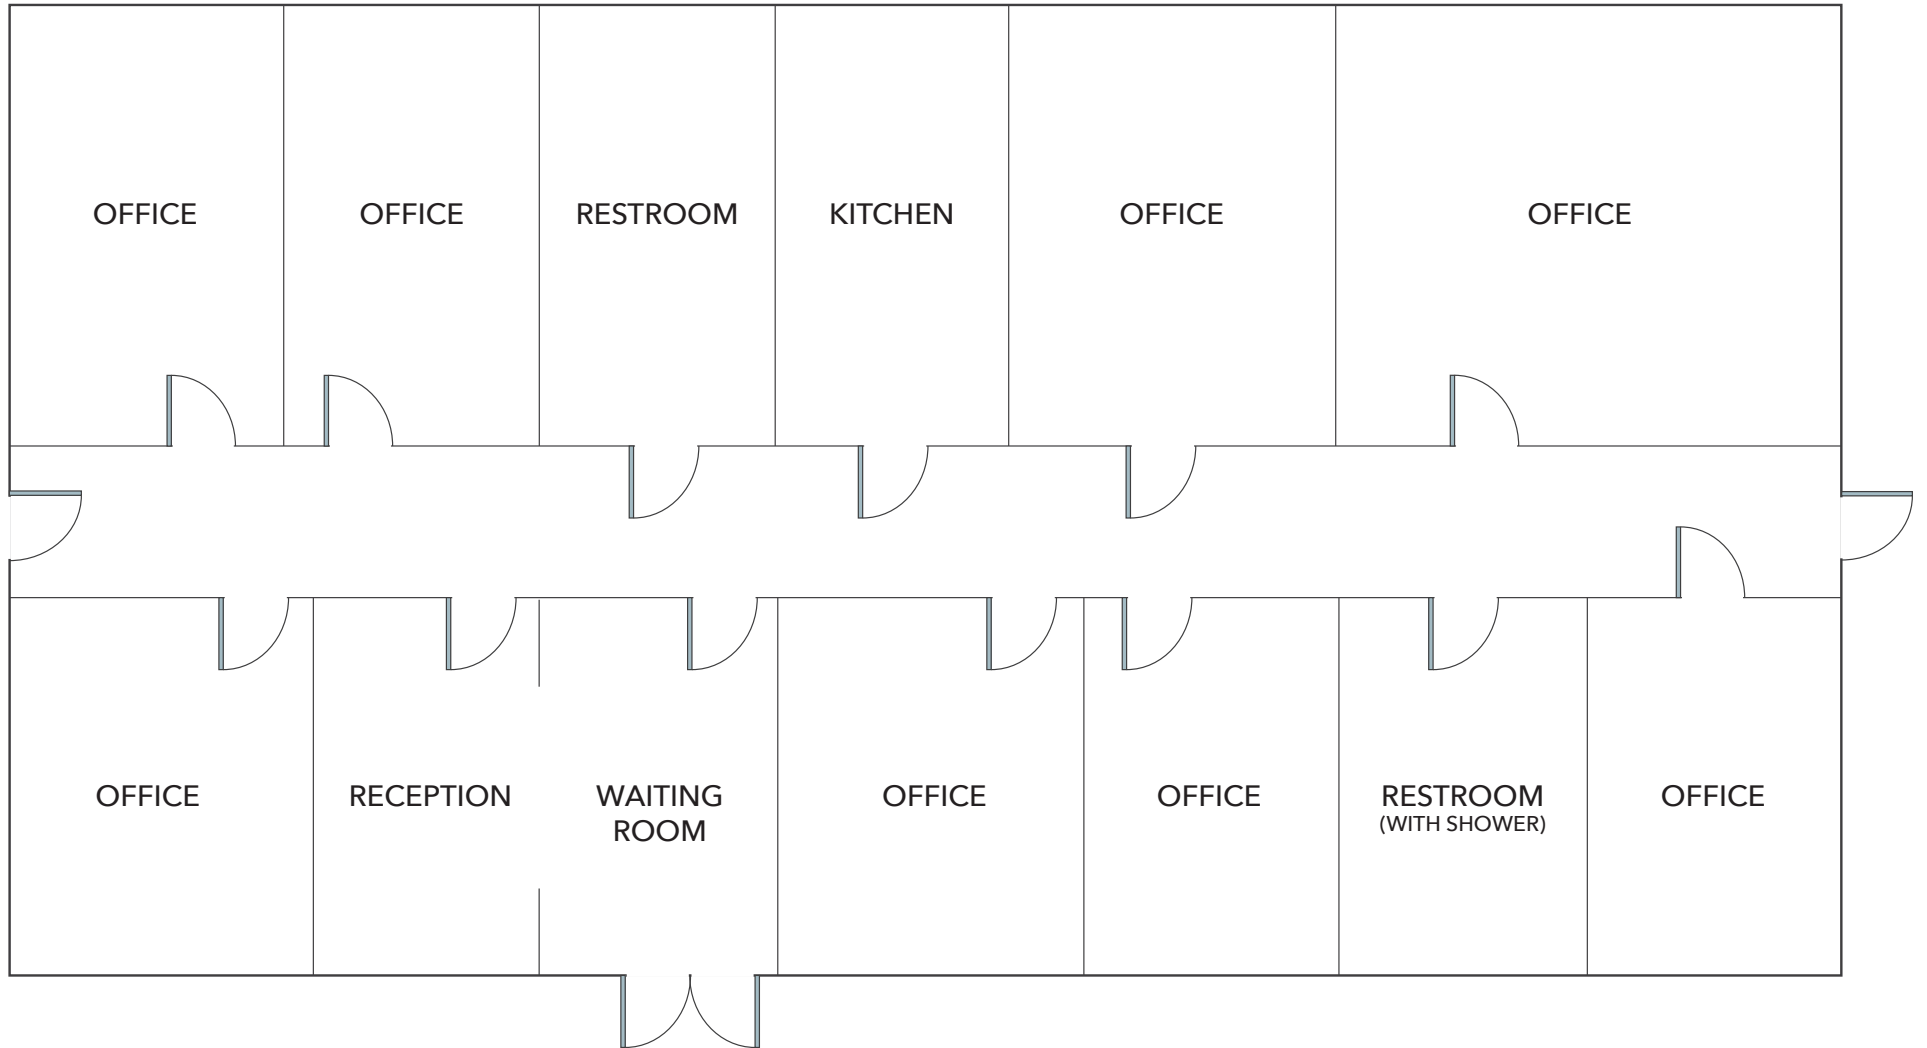 OFFICE
OFFICE
RESTROOM
KITCHEN
OFFICE
OFFICE
OFFICE
RECEPTION
WAITING
ROOM
OFFICE
OFFICE
RESTROOM
(WITH SHOWER)
OFFICE